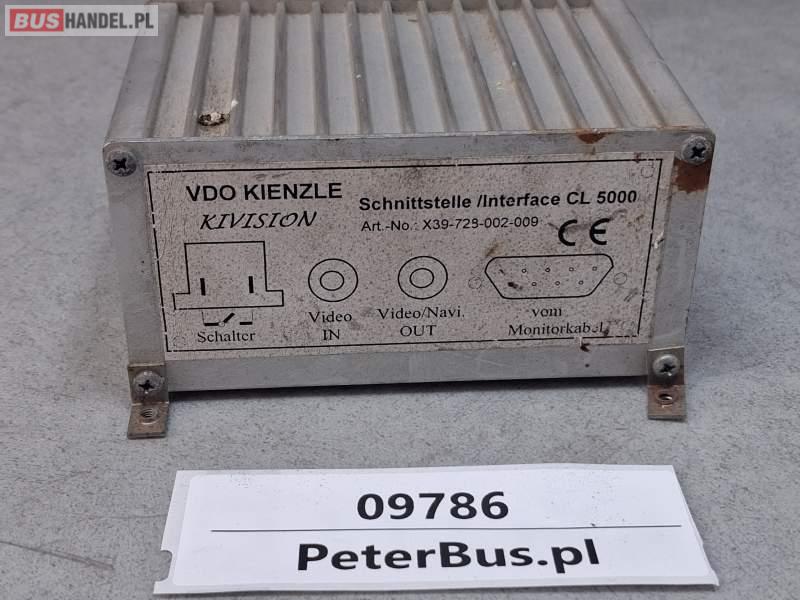 BUSHANDEL.PL
VDO KIENZLE
KIVISION
Schnittstelle /Interface CL 5000
Art.-No.: X39-728-002-009
CE
Schalter
Video IN
Video/Navi. OUT
vom Monitorkabel
09786
PeterBus.pl